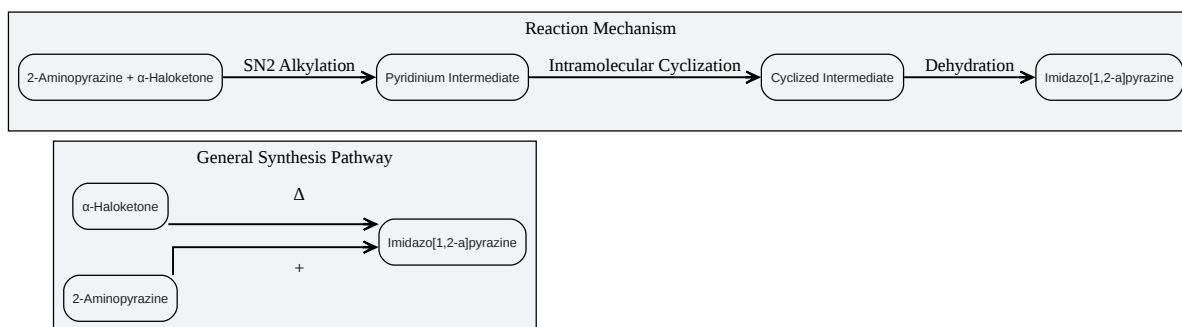 Reaction Mechanism
2-Aminopyrazine + α-Haloketone
SN2 Alkylation
Pyridinium Intermediate
Intramolecular Cyclization
Cyclized Intermediate
Dehydration
Imidazo[1,2-a]pyrazine
General Synthesis Pathway
α-Haloketone
Δ
Imidazo[1,2-a]pyrazine
+
2-Aminopyrazine